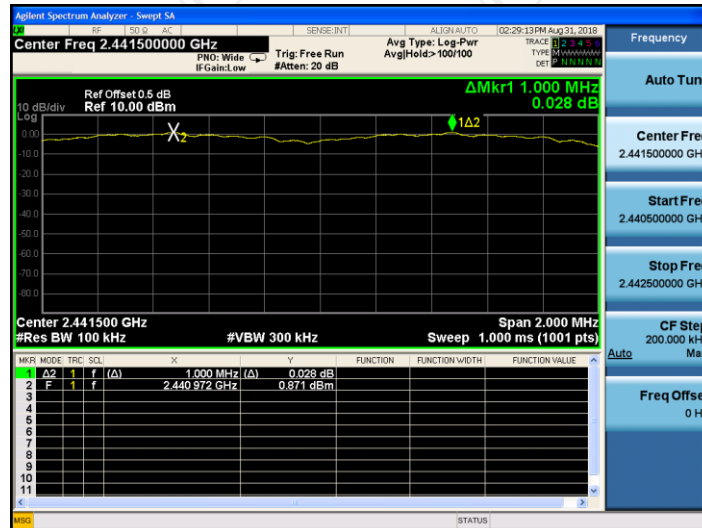 Agilent Spectrum Analyzer - Swept SA
LXI RF 50 Ω AC SENSE:INT ALIGN AUTO 02:29:13 PM Aug 31, 2018
Center Freq 2.441500000 GHz
PNO: Wide
IFGain:Low
Trig: Free Run
#Atten: 20 dB
Avg Type: Log-Pwr
Avg|Hold:>100/100
TRACE 1 2 3 4 5 6
TYPE M
DET P N N N N N
Frequency
ΔMkr1 1.000 MHz
0.028 dB
Ref Offset 0.5 dB
10 dB/div Ref 10.00 dBm
Log
0.00
-10.0
-20.0
-30.0
-40.0
-50.0
-60.0
-70.0
-80.0
X2
1Δ2
Center 2.441500 GHz Span 2.000 MHz
#Res BW 100 kHz #VBW 300 kHz Sweep 1.000 ms (1001 pts)
MKR MODE TRC SCL X Y FUNCTION FUNCTION WIDTH FUNCTION VALUE
1 Δ2 1 f (Δ) 1.000 MHz (Δ) 0.028 dB
2 F 1 f 2.440 972 GHz 0.871 dBm
3
4
5
6
7
8
9
10
11
MSG STATUS
Auto Tun
Center Fre
2.441500000 GH
Start Fre
2.440500000 GH
Stop Fre
2.442500000 GH
CF Step
200.000 kH
Auto Ma
Freq Offse
0 H